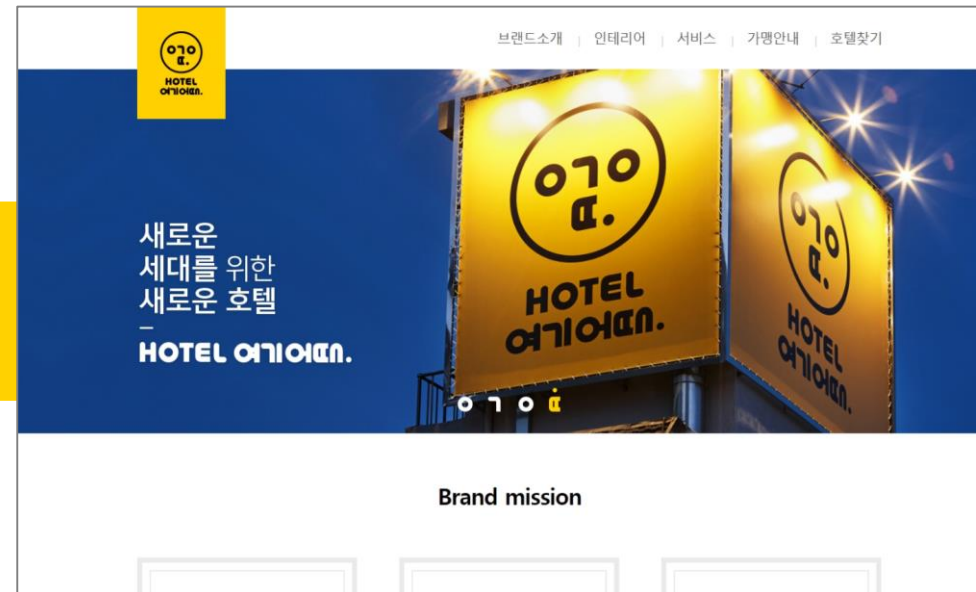 HOTEL
여기어때.
브랜드소개 | 인테리어 | 서비스 | 가맹안내 | 호텔찾기
새로운
세대를 위한
새로운 호텔
HOTEL 여기어때.
HOTEL
여기어때.
HOTEL
여기어때.
Brand mission